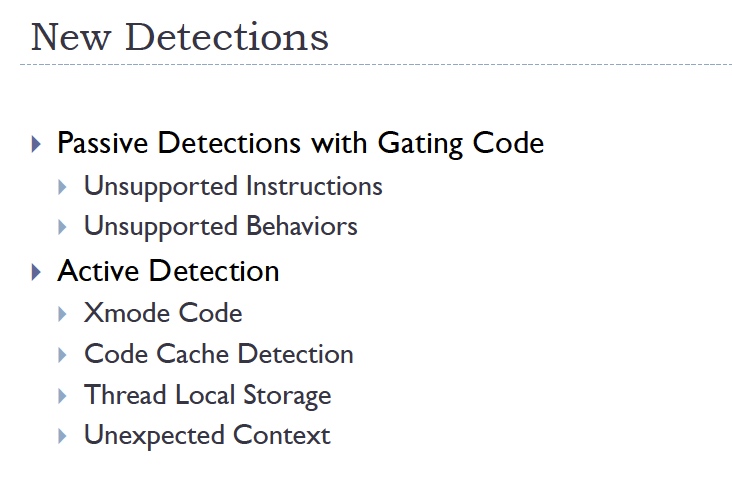 New Detections
Passive Detections with Gating Code
Unsupported Instructions
Unsupported Behaviors
Active Detection
Xmode Code
Code Cache Detection
Thread Local Storage
Unexpected Context